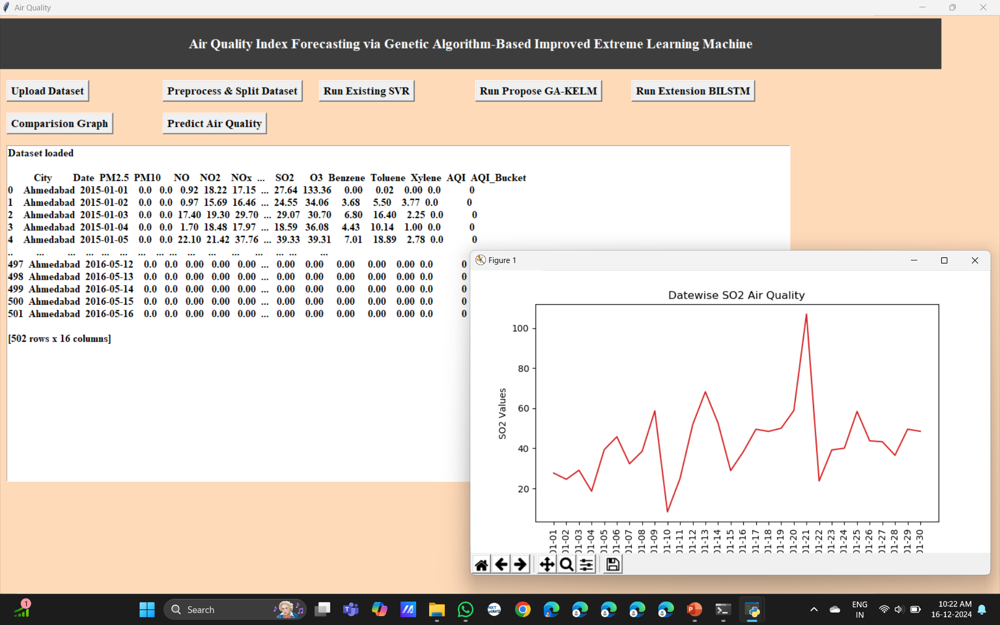 Air Quality
Air Quality Index Forecasting via Genetic Algorithm-Based Improved Extreme Learning Machine
Upload Dataset Preprocess & Split Dataset Run Existing SVR Run Propose GA-KELM Run Extension BILSTM
Comparision Graph Predict Air Quality
Dataset loaded
City Date PM2.5 PM10 NO NO2 NOx ... SO2 O3 Benzene Toluene Xylene AQI AQI_Bucket
0 Ahmedabad 2015-01-01 0.0 0.0 0.92 18.22 17.15 ... 27.64 133.36 0.00 0.02 0.00 0.0 0
1 Ahmedabad 2015-01-02 0.0 0.0 0.97 15.69 16.46 ... 24.55 34.06 3.68 5.50 3.77 0.0 0
2 Ahmedabad 2015-01-03 0.0 0.0 17.40 19.30 29.70 ... 29.07 30.70 6.80 16.40 2.25 0.0 0
3 Ahmedabad 2015-01-04 0.0 0.0 1.70 18.48 17.97 ... 18.59 36.08 4.43 10.14 1.00 0.0 0
4 Ahmedabad 2015-01-05 0.0 0.0 22.10 21.42 37.76 ... 39.33 39.31 7.01 18.89 2.78 0.0 0
.. ... ... ... ... ... ... ... ... ... ... ... ... ... ... ...
497 Ahmedabad 2016-05-12 0.0 0.0 0.00 0.00 0.00 ... 0.00 0.00 0.00 0.00 0.00 0.0 0
498 Ahmedabad 2016-05-13 0.0 0.0 0.00 0.00 0.00 ... 0.00 0.00 0.00 0.00 0.00 0.0 0
499 Ahmedabad 2016-05-14 0.0 0.0 0.00 0.00 0.00 ... 0.00 0.00 0.00 0.00 0.00 0.0 0
500 Ahmedabad 2016-05-15 0.0 0.0 0.00 0.00 0.00 ... 0.00 0.00 0.00 0.00 0.00 0.0 0
501 Ahmedabad 2016-05-16 0.0 0.0 0.00 0.00 0.00 ... 0.00 0.00 0.00 0.00 0.00 0.0 0
[502 rows x 16 columns]
Figure 1
Datewise SO2 Air Quality
SO2 Values
100
80
60
40
20
01-01 01-02 01-03 01-04 01-05 01-06 01-07 01-08 01-09 01-10 01-11 01-12 01-13 01-14 01-15 01-16 01-17 01-18 01-19 01-20 01-21 01-22 01-23 01-24 01-25 01-26 01-27 01-28 01-29 01-30
1
Search
NXT WAVE
ENG
IN
10:22 AM
16-12-2024